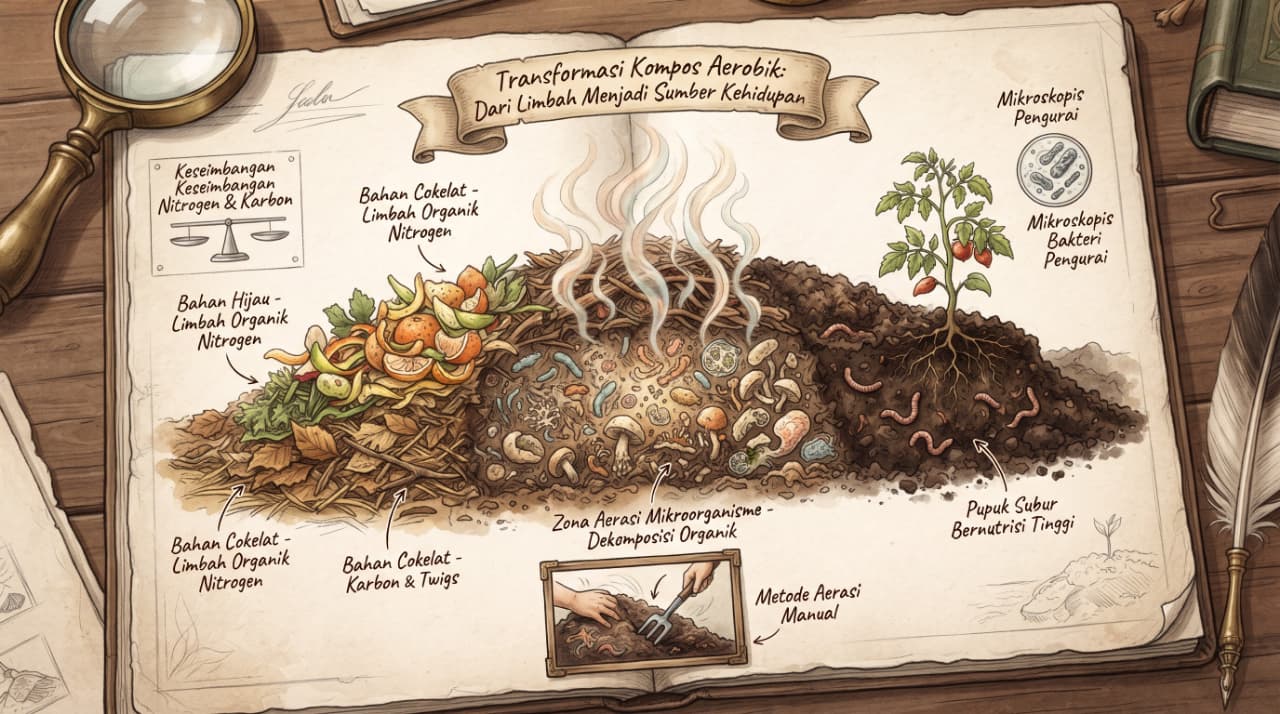 Transformasi Kompos Aerobik:
Dari Limbah Menjadi Sumber Kehidupan
Keseimbangan
Keseimbangan
Nitrogen & Karbon
Bahan Cokelat -
Limbah Organik
Nitrogen
Mikroskopis
Pengurai
Mikroskopis
Bakteri
Pengurai
Bahan Hijau -
Limbah Organik
Nitrogen
Bahan Cokelat -
Limbah Organik
Nitrogen
Bahan Cokelat -
Karbon & Twigs
Zona Aerasi Mikroorganisme -
Dekomposisi Organik
Pupuk Subur
Bernutrisi Tinggi
Metode Aerasi
Manual